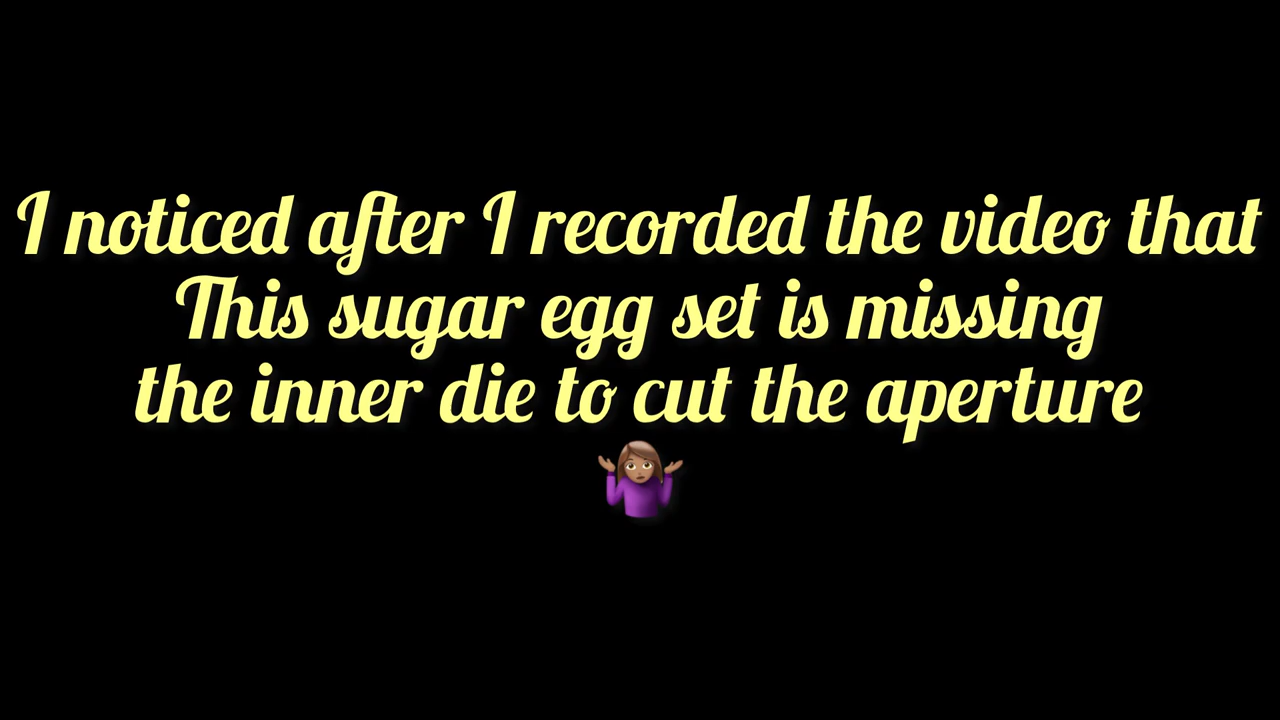 I noticed after I recorded the video that
This sugar egg set is missing
the inner die to cut the aperture
🤷🏽‍♀️